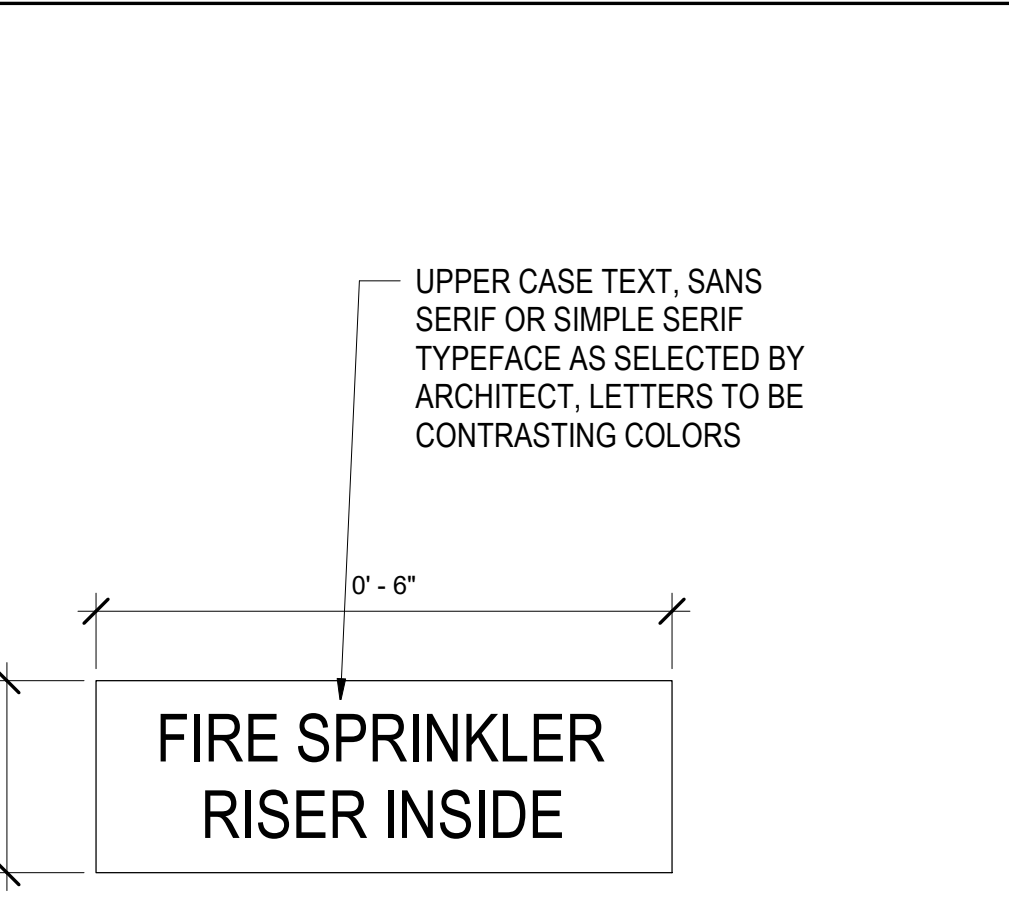 UPPER CASE TEXT, SANS
SERIF OR SIMPLE SERIF
TYPEFACE AS SELECTED BY
ARCHITECT, LETTERS TO BE
CONTRASTING COLORS
0' - 6"
FIRE SPRINKLER
RISER INSIDE